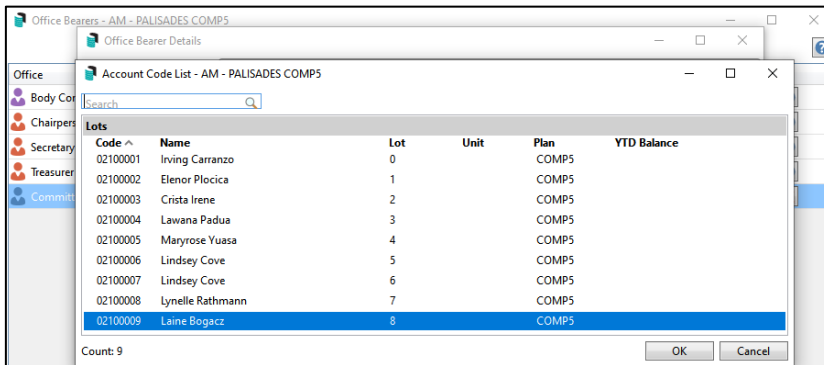 Office Bearers - AM - PALISADES COMP5
Office Bearer Details
Account Code List - AM - PALISADES COMP5
Search
Office
Body Cor
Chairpers
Secretary
Treasurer
Committ
Lots
Code Name Lot Unit Plan YTD Balance
02100001 Irving Carranzo 0 COMP5
02100002 Elenor Plocica 1 COMP5
02100003 Crista Irene 2 COMP5
02100004 Lawana Padua 3 COMP5
02100005 Maryrose Yuasa 4 COMP5
02100006 Lindsey Cove 5 COMP5
02100007 Lindsey Cove 6 COMP5
02100008 Lynelle Rathmann 7 COMP5
02100009 Laine Bogacz 8 COMP5
Count: 9
OK Cancel